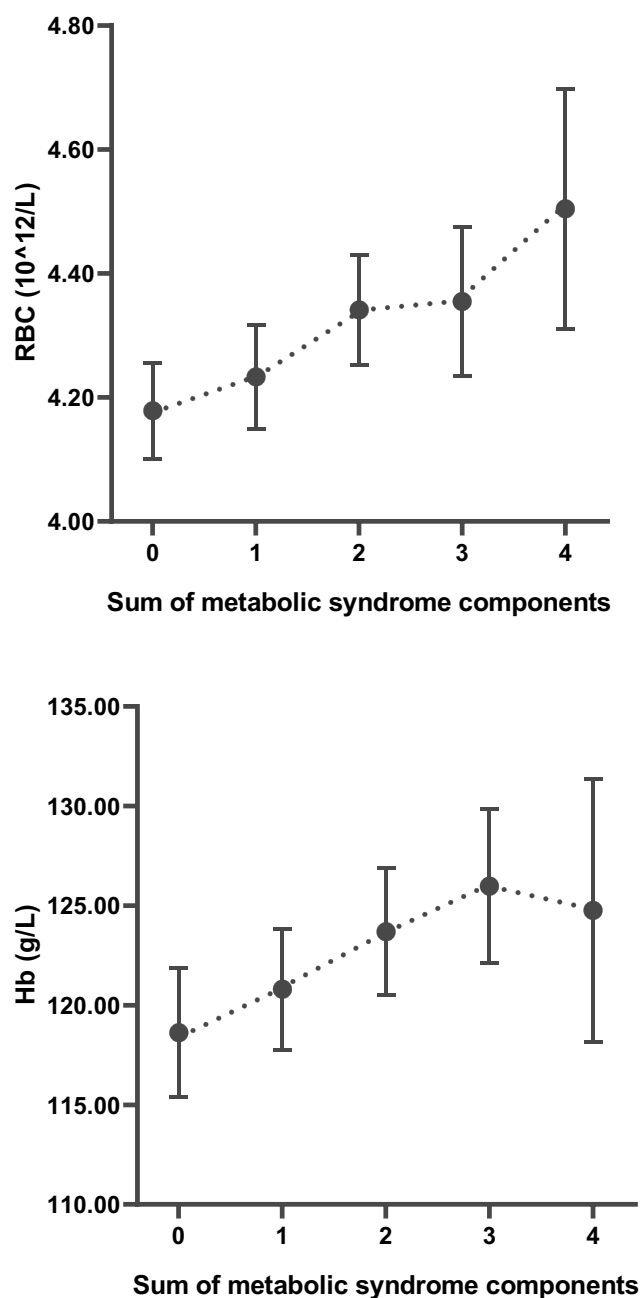 4.80
4.60
4.40
4.20
4.00
RBC (10^12/L)
0 1 2 3 4
Sum of metabolic syndrome components
135.00
130.00
125.00
120.00
115.00
110.00
Hb (g/L)
0 1 2 3 4
Sum of metabolic syndrome components